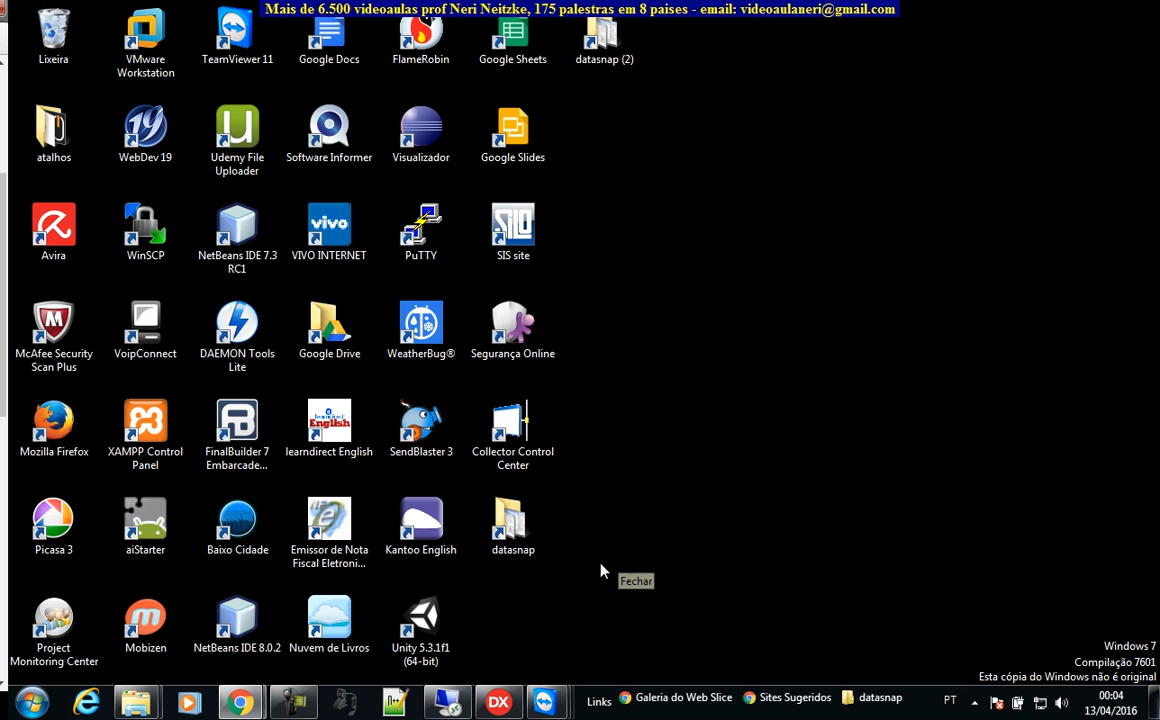 Mais de 6.500 videoaulas prof Neri Neitzke, 175 palestras em 8 paises - email: videoaulaneri@gmail.com
Lixeira
VMware
Workstation
TeamViewer 11
Google Docs
FlameRobin
Google Sheets
datasnap (2)
atalhos
WebDev 19
Udemy File
Uploader
Software Informer
Visualizador
Google Slides
Avira
WinSCP
NetBeans IDE 7.3
RC1
vivo
VIVO INTERNET
PuTTY
SILO
SIS site
McAfee Security
Scan Plus
VoipConnect
DAEMON Tools
Lite
Google Drive
WeatherBug®
Segurança Online
Mozilla Firefox
XAMPP Control
Panel
FinalBuilder 7
Embarcade...
learndirect
English
learndirect English
SendBlaster 3
Collector Control
Center
Picasa 3
aiStarter
Baixo Cidade
Emissor de Nota
Fiscal Eletroni...
Kantoo English
datasnap
Fechar
Project
Monitoring Center
Mobizen
NetBeans IDE 8.0.2
Nuvem de Livros
Unity 5.3.1f1
(64-bit)
Windows 7
Compilação 7601
Esta cópia do Windows não é original
DX
Links
Galeria do Web Slice
Sites Sugeridos
datasnap
PT
00:04
13/04/2016